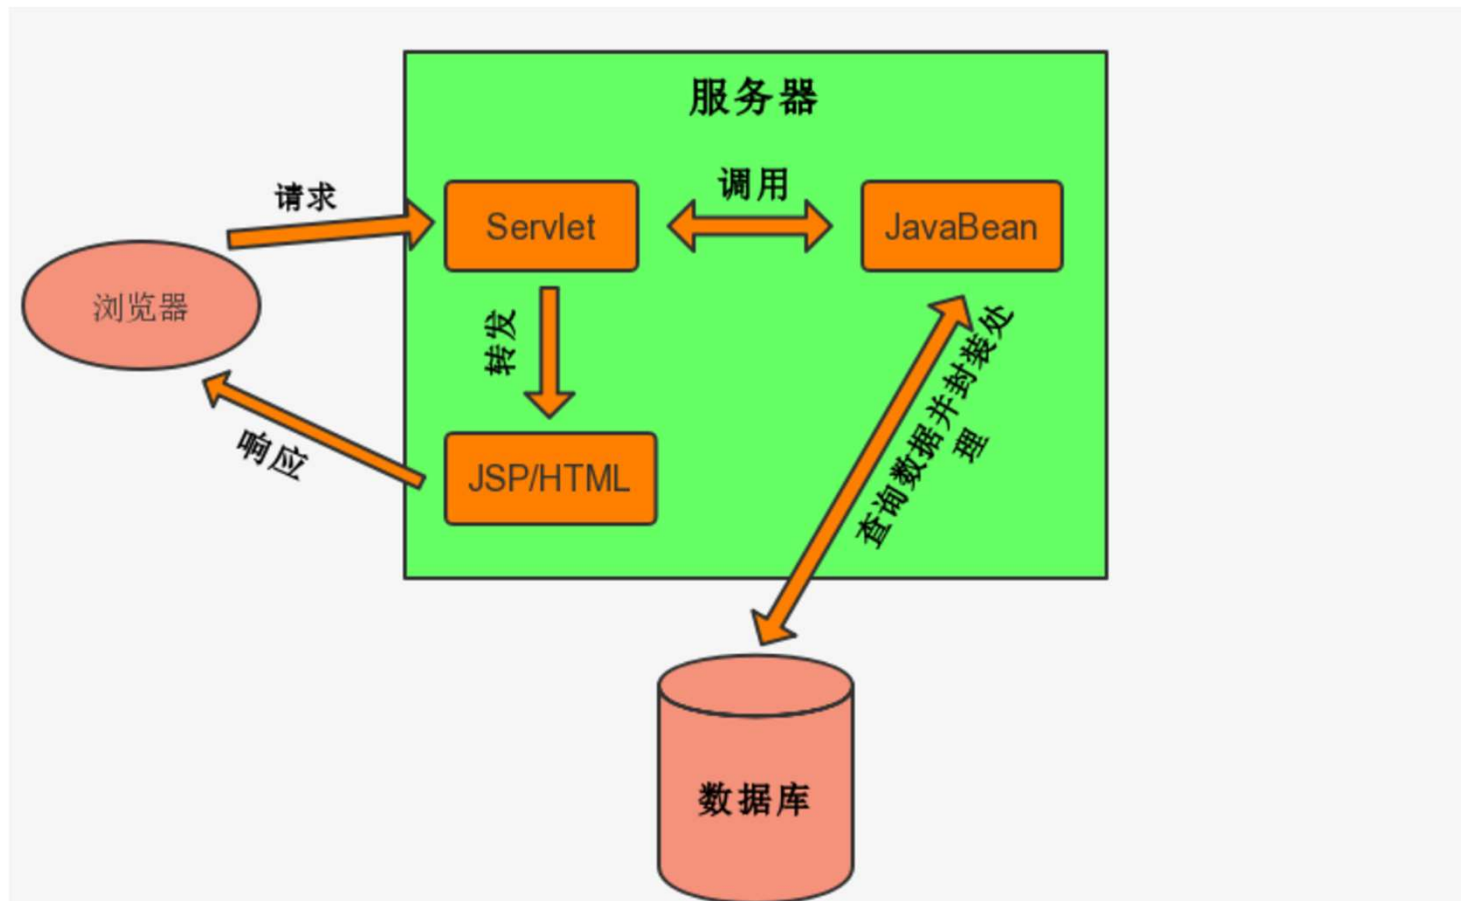 服务器
请求
Servlet
调用
JavaBean
浏览器
转发
查询数据并封装处
理
响应
JSP/HTML
数据库